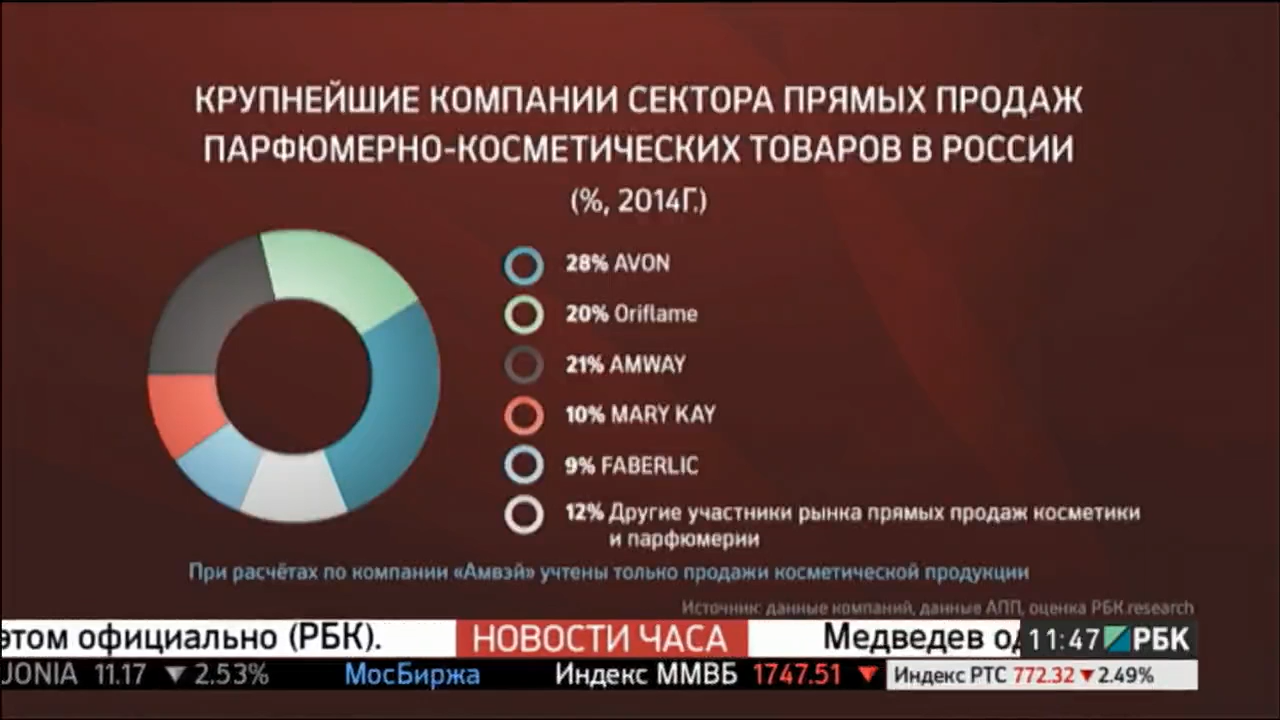 КРУПНЕЙШИЕ КОМПАНИИ СЕКТОРА ПРЯМЫХ ПРОДАЖ
ПАРФЮМЕРНО-КОСМЕТИЧЕСКИХ ТОВАРОВ В РОССИИ
(%, 2014Г.)
28% AVON
20% Oriflame
21% AMWAY
10% MARY KAY
9% FABERLIC
12% Другие участники рынка прямых продаж косметики
и парфюмерии
При расчётах по компании «Амвэй» учтены только продажи косметической продукции
Источник: данные компаний, данные АПП, оценка РБК.research
этом официально (РБК). НОВОСТИ ЧАСА Медведев од 11:47 РБК
JONIA 11.17 ▼ 2.53% МосБиржа Индекс ММВБ 1747.51 ▼ Индекс РТС 772.32 ▼ 2.49%